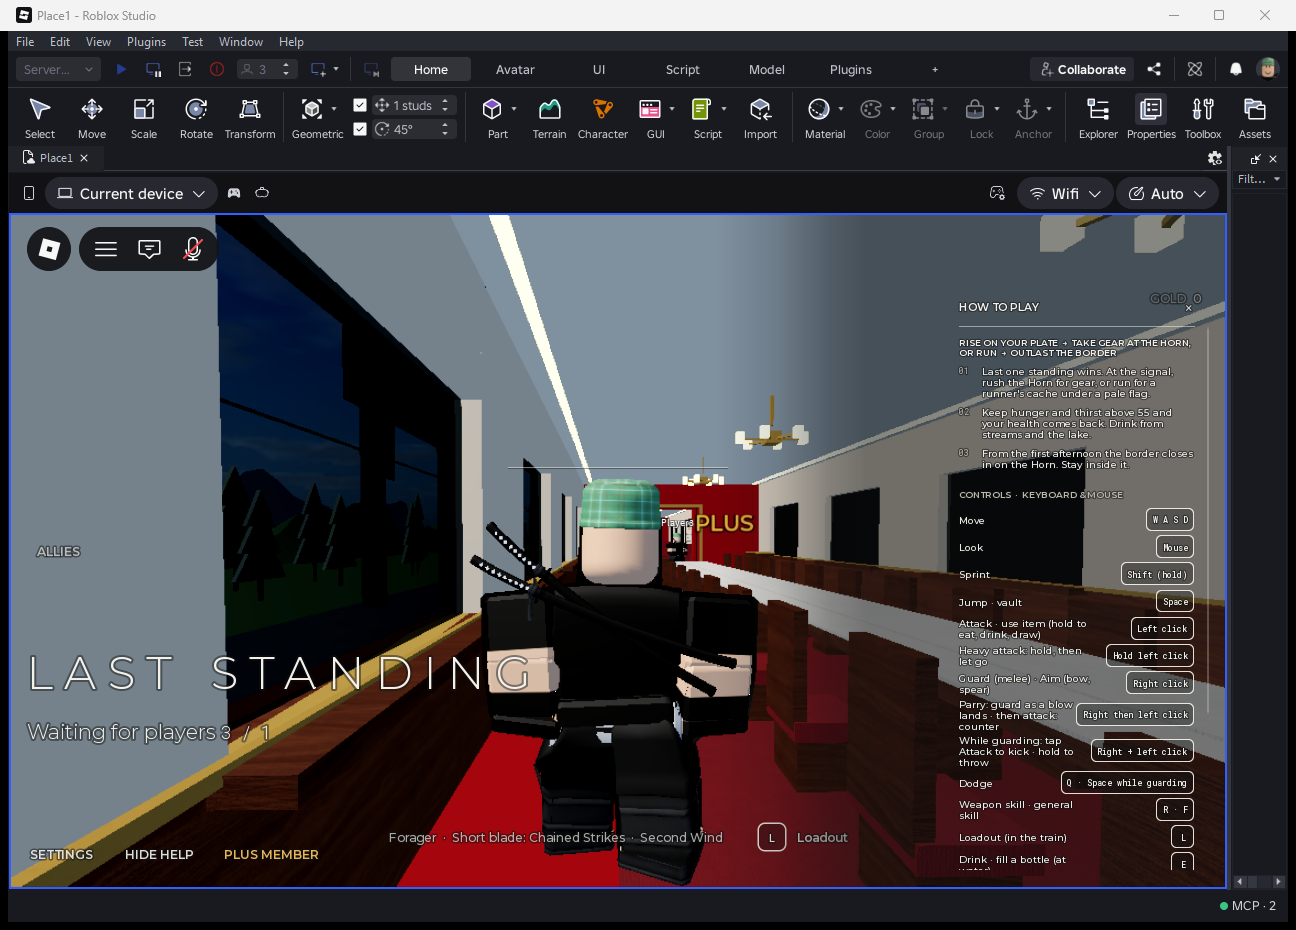 Place1 - Roblox Studio
File Edit View Plugins Test Window Help
Server... 3 Home Avatar UI Script Model Plugins + Collaborate
1 studs
45°
Select Move Scale Rotate Transform Geometric Part Terrain Character GUI Script Import Material Color Group Lock Anchor Explorer Properties Toolbox Assets
Place1
Filt...
Current device Wifi Auto
GOLD 0
HOW TO PLAY
RISE ON YOUR PLATE → TAKE GEAR AT THE HORN,
OR RUN → OUTLAST THE BORDER
01 Last one standing wins. At the signal,
rush the Horn for gear, or run for a
runner's cache under a pale flag.
02 Keep hunger and thirst above 55 and
your health comes back. Drink from
streams and the lake.
03 From the first afternoon the border closes
in on the Horn. Stay inside it.
CONTROLS · KEYBOARD & MOUSE
Move W A S D
Look Mouse
Sprint Shift (hold)
Jump · vault Space
Attack · use item (hold to
eat, drink, draw) Left click
Heavy attack: hold, then
let go Hold left click
Guard (melee) · Aim (bow,
spear) Right click
Parry: guard as a blow
lands · then attack:
counter Right then left click
While guarding: tap
Attack to kick · hold to
throw Right + left click
Dodge Q · Space while guarding
Weapon skill · general
skill R · F
Loadout (in the train) L
Drink · fill a bottle (at
water) E
PLUS
ALLIES
LAST STANDING
Waiting for players 3 / 1
Forager · Short blade: Chained Strikes · Second Wind L Loadout
SETTINGS HIDE HELP PLUS MEMBER
MCP · 2